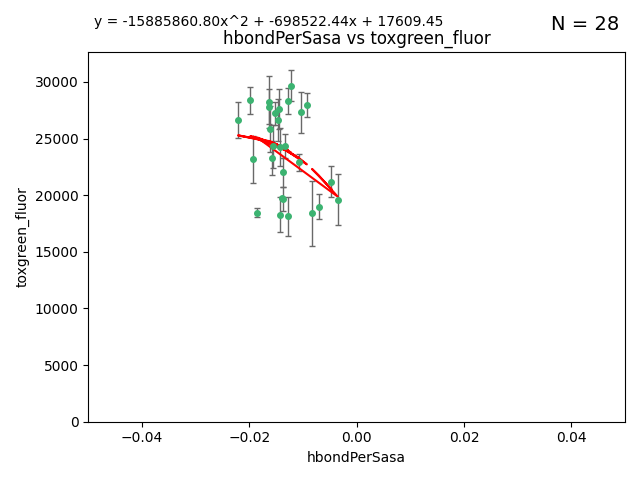 y = -15885860.80x^2 + -698522.44x + 17609.45
N = 28
hbondPerSasa vs toxgreen_fluor
30000
25000
20000
15000
10000
5000
0
toxgreen_fluor
−0.04
−0.02
0.00
0.02
0.04
hbondPerSasa